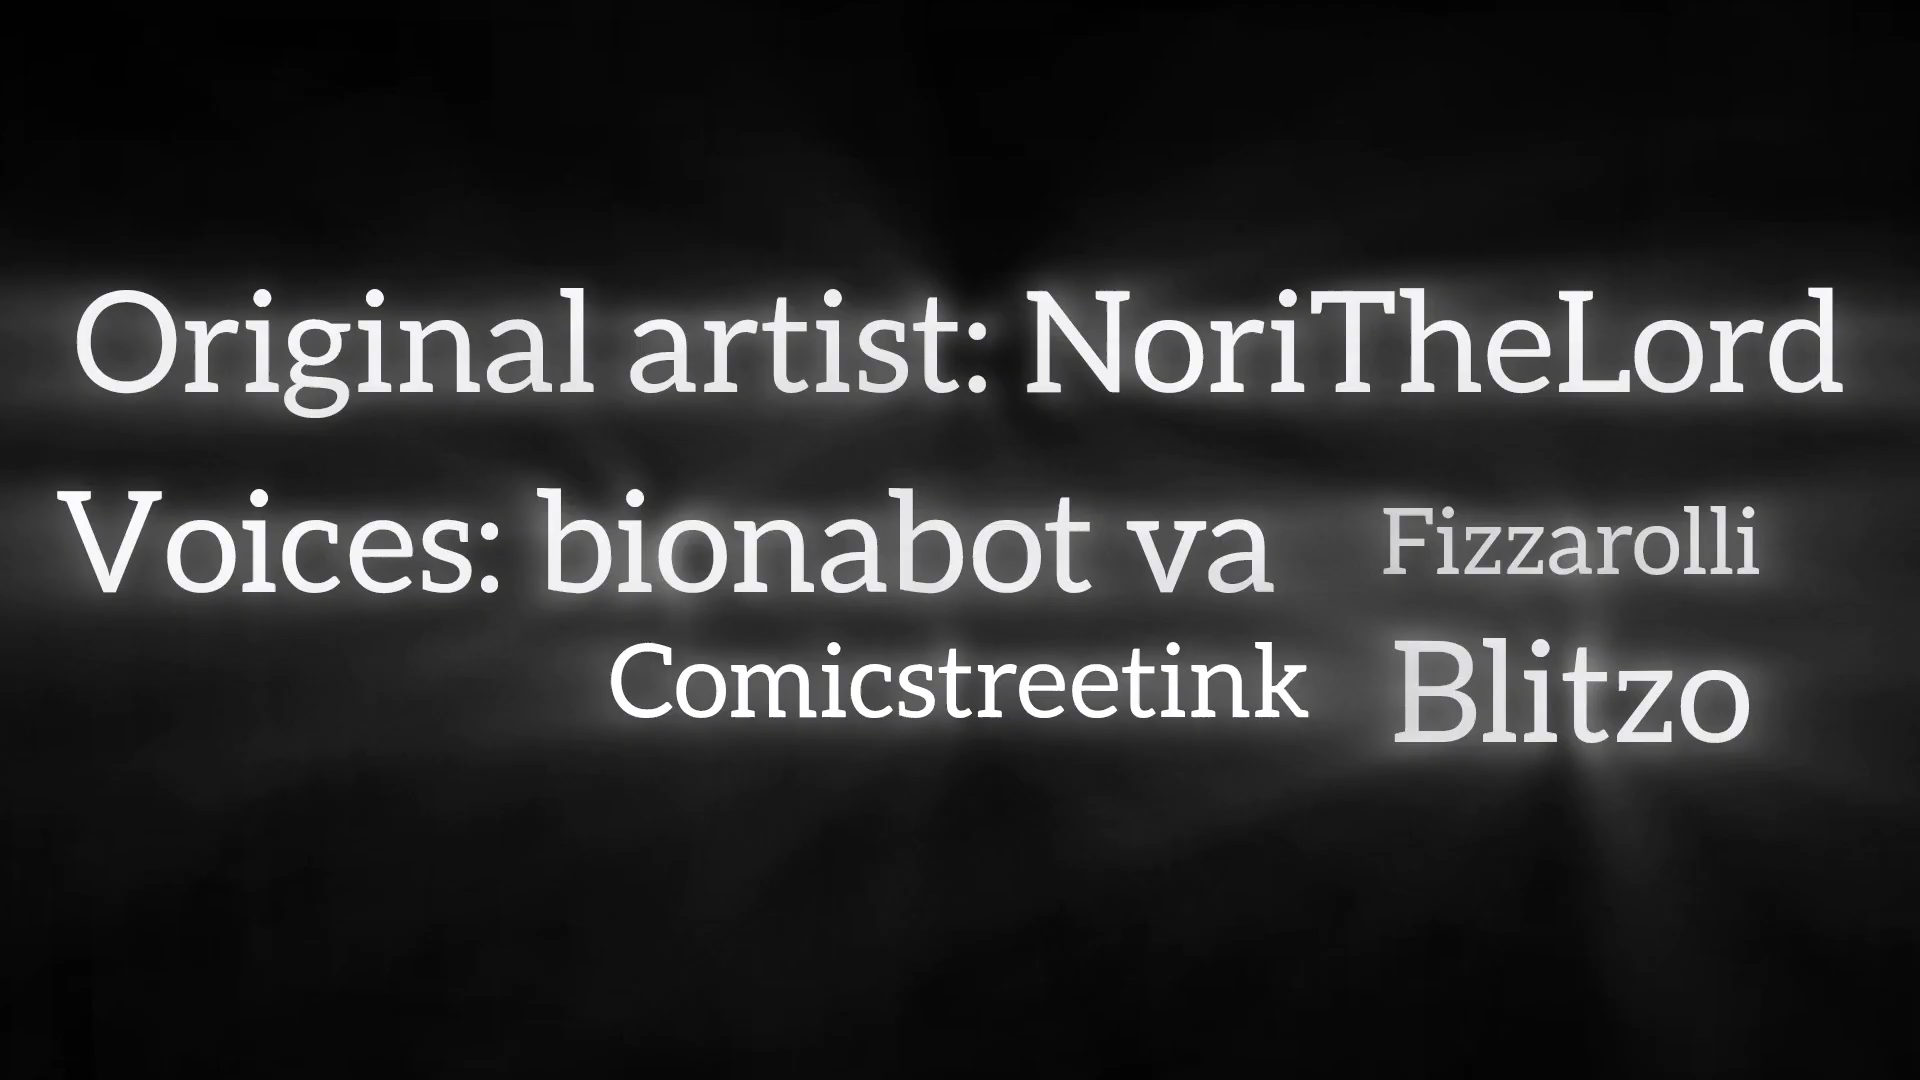 Original artist: NoriTheLord
Voices: bionabot va Fizzarolli
Comicstreetink Blitzo